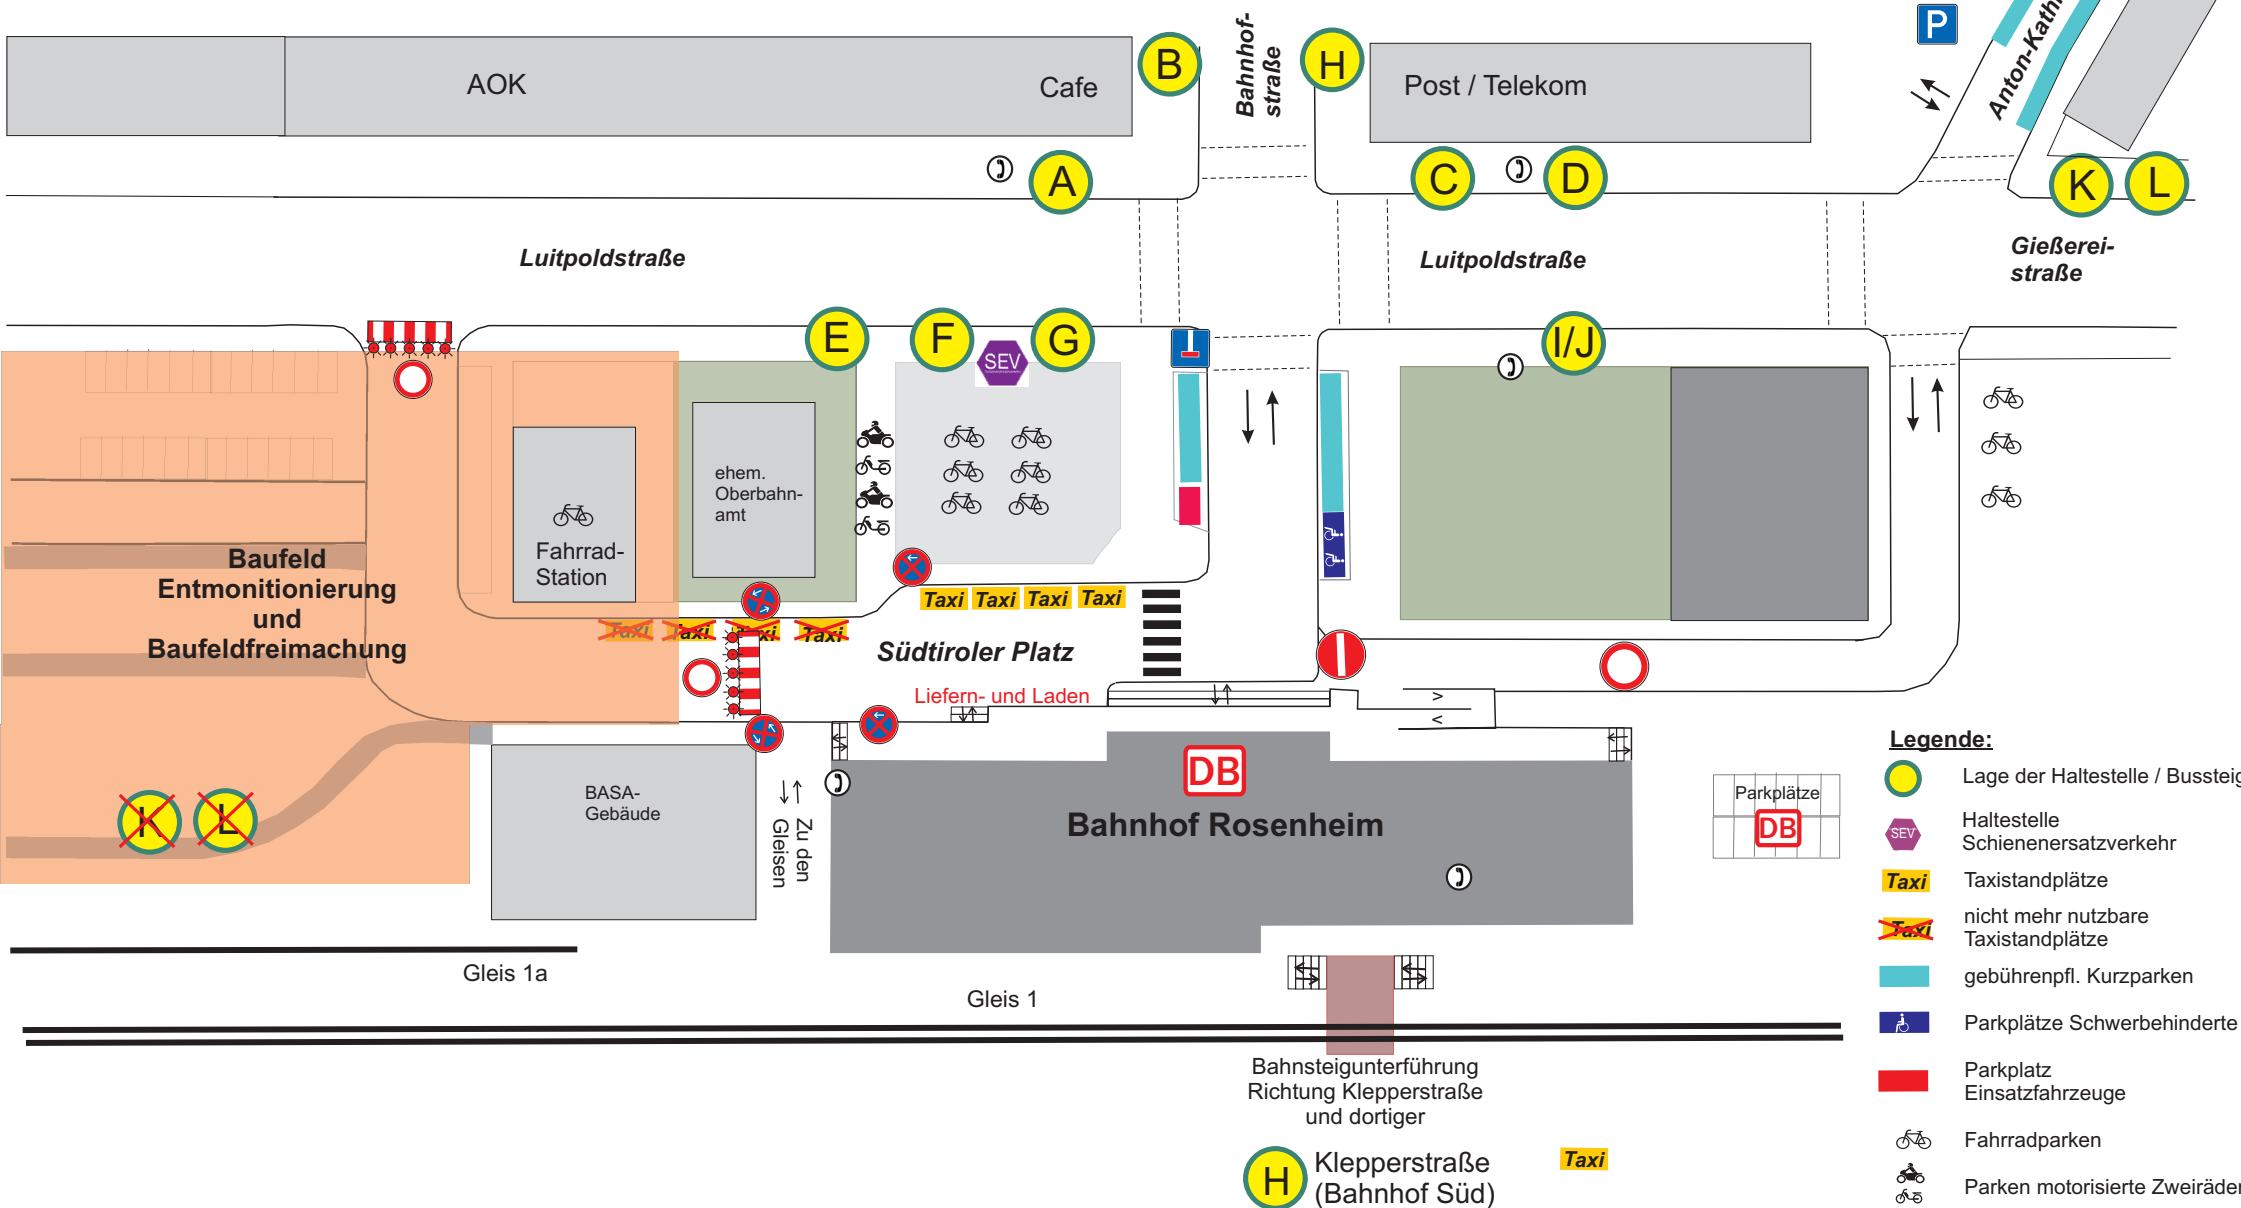 P
B
Bahnhof-
straße
H
AOK
Cafe
Post / Telekom
A
C
D
K
L
Luitpoldstraße
Luitpoldstraße
Gießerei-
straße
E
F
SEV
G
I/J
ehem.
Oberbahn-
amt
Fahrrad-
Station
Baufeld
Entmonitionierung
und
Baufeldfreimachung
Taxi
Taxi
Taxi
Taxi
Taxi
Taxi
Taxi
Taxi
Südtiroler Platz
Liefern- und Laden
BASA-
Gebäude
Zu den
Gleisen
DB
Bahnhof Rosenheim
K
L
Parkplätze
DB
Gleis 1a
Gleis 1
Bahnsteigunterführung
Richtung Klepperstraße
und dortiger
H
Klepperstraße
(Bahnhof Süd)
Taxi
Legende:
Lage der Haltestelle / Bussteig
SEV
Haltestelle
Schienenersatzverkehr
Taxi
Taxistandplätze
Taxi
nicht mehr nutzbare
Taxistandplätze
gebührenpfl. Kurzparken
Parkplätze Schwerbehinderte
Parkplatz
Einsatzfahrzeuge
Fahrradparken
Parken motorisierte Zweiräder